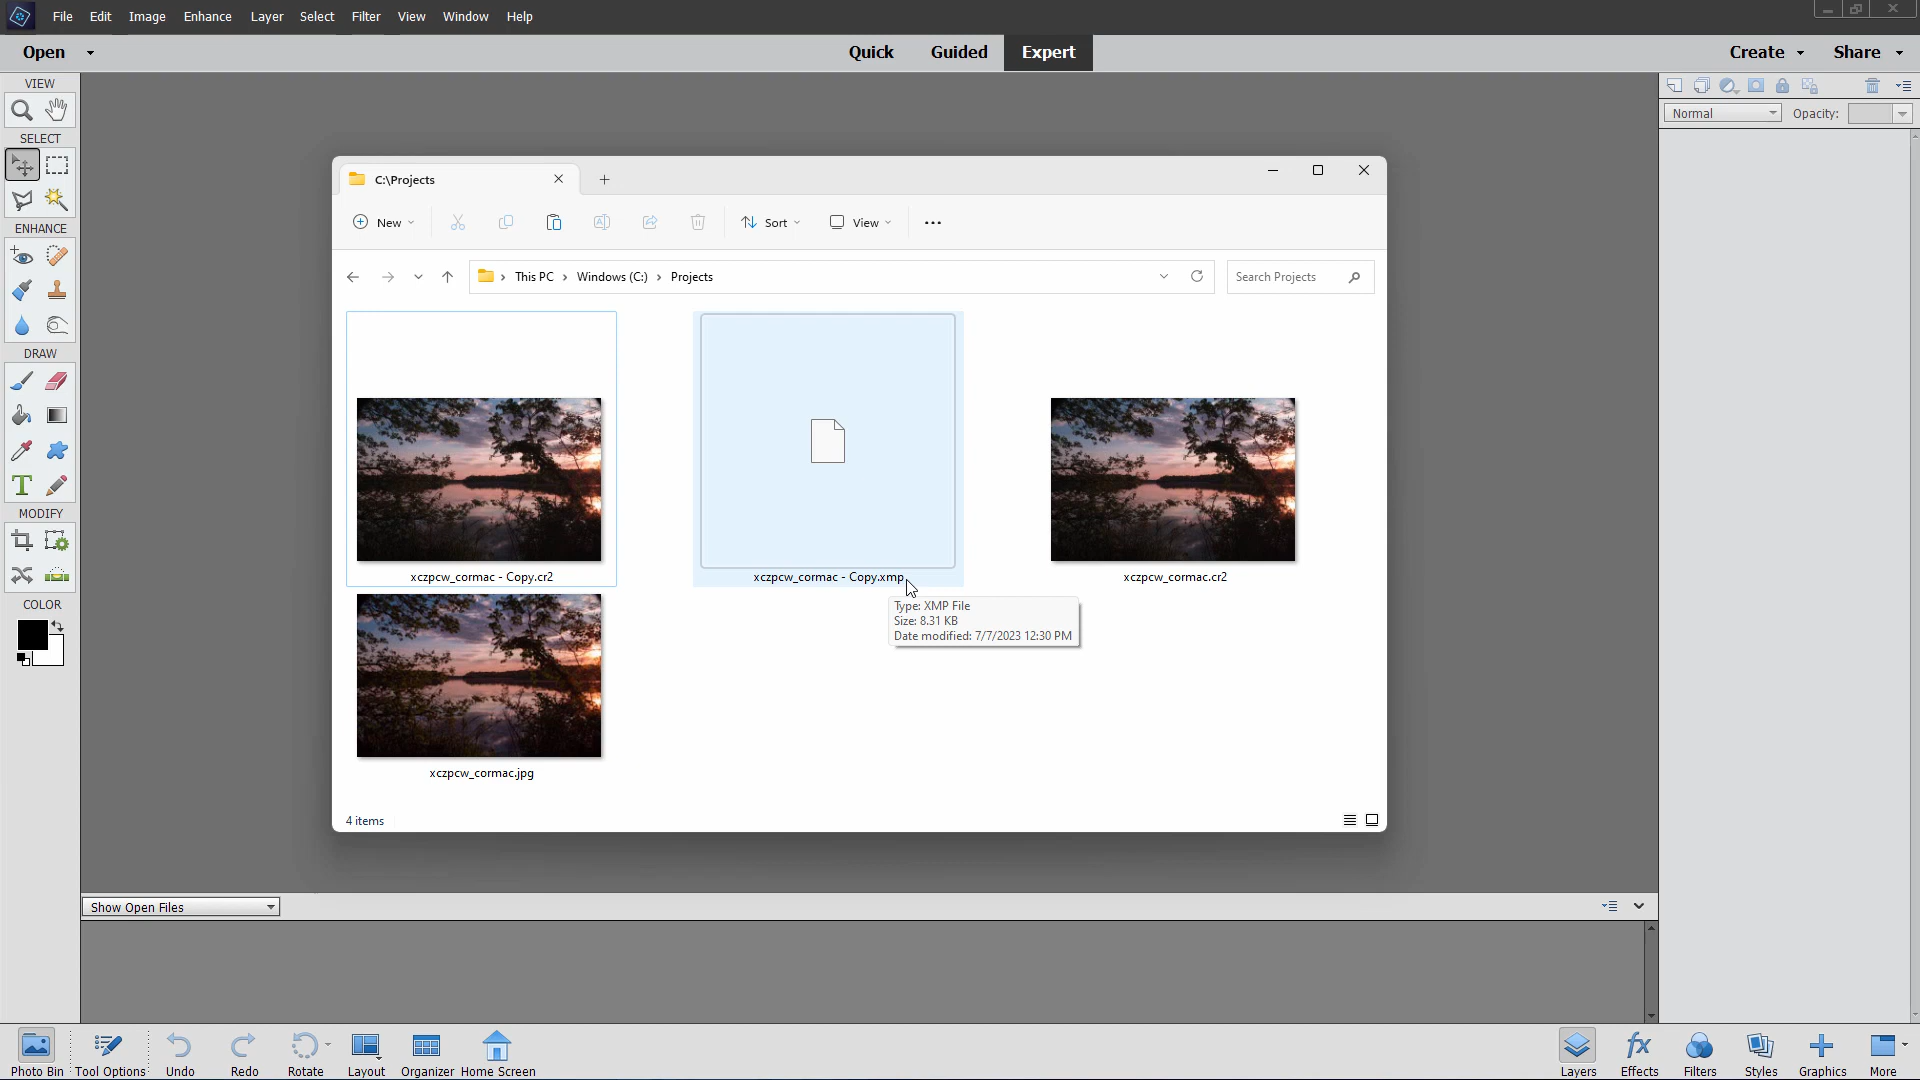 File Edit Image Enhance Layer Select Filter View Window Help
Open Quick Guided Expert Create Share
VIEW
SELECT
ENHANCE
DRAW
MODIFY
COLOR
Normal Opacity:
C:\Projects
New Sort View
This PC Windows (C:) Projects Search Projects
xczpcw_cormac - Copy.cr2 xczpcw_cormac - Copy.xmp xczpcw_cormac.cr2
Type: XMP File
Size: 8.31 KB
Date modified: 7/7/2023 12:30 PM
xczpcw_cormac.jpg
4 items
Show Open Files
Photo Bin Tool Options Undo Redo Rotate Layout Organizer Home Screen Layers Effects Filters Styles Graphics More